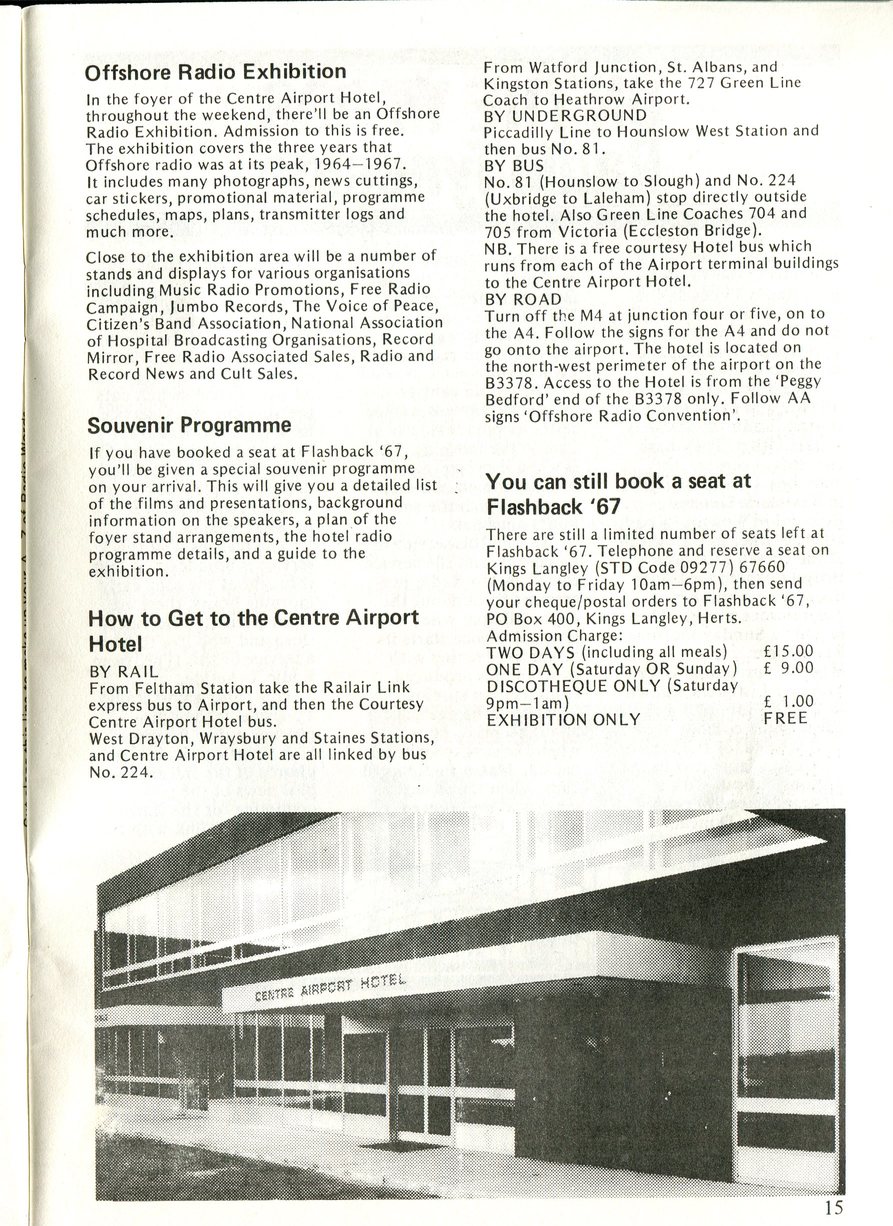 Offshore Radio Exhibition
In the foyer of the Centre Airport Hotel,
throughout the weekend, there'll be an Offshore
Radio Exhibition. Admission to this is free.
The exhibition covers the three years that
Offshore radio was at its peak, 1964—1967.
It includes many photographs, news cuttings,
car stickers, promotional material, programme
schedules, maps, plans, transmitter logs and
much more.
Close to the exhibition area will be a number of
stands and displays for various organisations
including Music Radio Promotions, Free Radio
Campaign, Jumbo Records, The Voice of Peace,
Citizen's Band Association, National Association
of Hospital Broadcasting Organisations, Record
Mirror, Free Radio Associated Sales, Radio and
Record News and Cult Sales.
Souvenir Programme
If you have booked a seat at Flashback '67,
you'll be given a special souvenir programme
on your arrival. This will give you a detailed list
of the films and presentations, background
information on the speakers, a plan of the
foyer stand arrangements, the hotel radio
programme details, and a guide to the
exhibition.
How to Get to the Centre Airport
Hotel
BY RAIL
From Feltham Station take the Railair Link
express bus to Airport, and then the Courtesy
Centre Airport Hotel bus.
West Drayton, Wraysbury and Staines Stations,
and Centre Airport Hotel are all linked by bus
No. 224.
From Watford Junction, St. Albans, and
Kingston Stations, take the 727 Green Line
Coach to Heathrow Airport.
BY UNDERGROUND
Piccadilly Line to Hounslow West Station and
then bus No. 81.
BY BUS
No. 81 (Hounslow to Slough) and No. 224
(Uxbridge to Laleham) stop directly outside
the hotel. Also Green Line Coaches 704 and
705 from Victoria (Eccleston Bridge).
NB. There is a free courtesy Hotel bus which
runs from each of the Airport terminal buildings
to the Centre Airport Hotel.
BY ROAD
Turn off the M4 at junction four or five, on to
the A4. Follow the signs for the A4 and do not
go onto the airport. The hotel is located on
the north-west perimeter of the airport on the
B3378. Access to the Hotel is from the 'Peggy
Bedford' end of the B3378 only. Follow AA
signs 'Offshore Radio Convention'.
You can still book a seat at
Flashback '67
There are still a limited number of seats left at
Flashback '67. Telephone and reserve a seat on
Kings Langley (STD Code 09277) 67660
(Monday to Friday 10am—6pm), then send
your cheque/postal orders to Flashback '67,
PO Box 400, Kings Langley, Herts.
Admission Charge:
TWO DAYS (including all meals) £15.00
ONE DAY (Saturday OR Sunday) £ 9.00
DISCOTHEQUE ONLY (Saturday
9pm—1am) £ 1.00
EXHIBITION ONLY FREE
CENTRE AIRPORT HOTEL
15